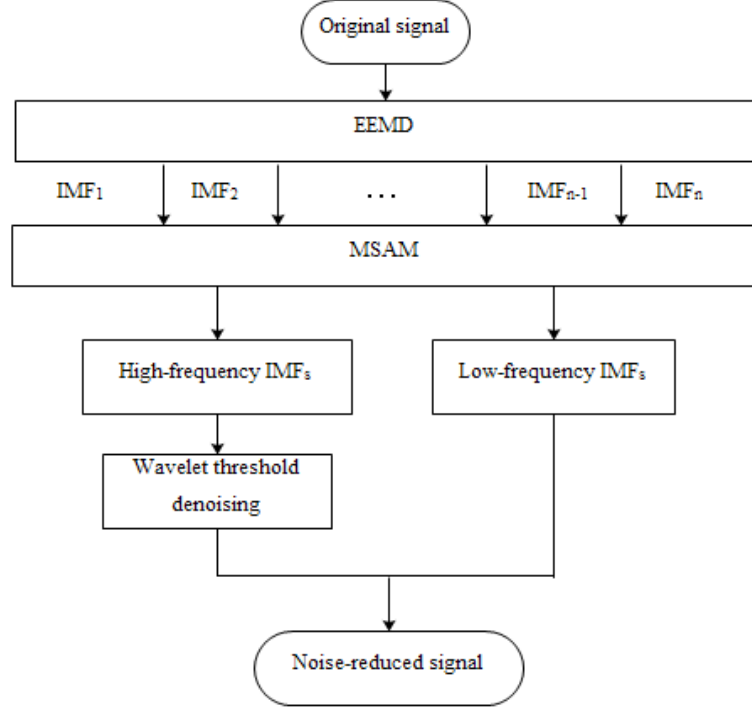 Original signal
EEMD
IMF₁ IMF₂ ... IMFₙ₋₁ IMFₙ
MSAM
High-frequency IMFₛ Low-frequency IMFₛ
Wavelet threshold
denoising
Noise-reduced signal